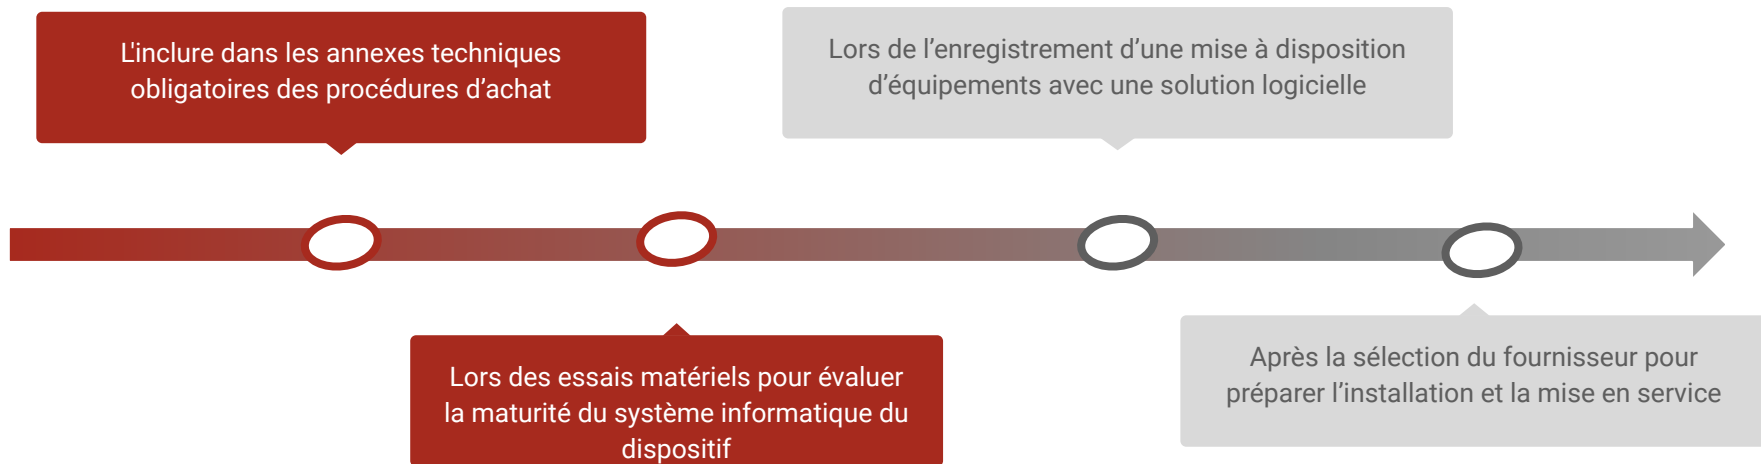 L'inclure dans les annexes techniques
obligatoires des procédures d’achat
Lors de l’enregistrement d’une mise à disposition
d’équipements avec une solution logicielle
Lors des essais matériels pour évaluer
la maturité du système informatique du
dispositif
Après la sélection du fournisseur pour
préparer l’installation et la mise en service